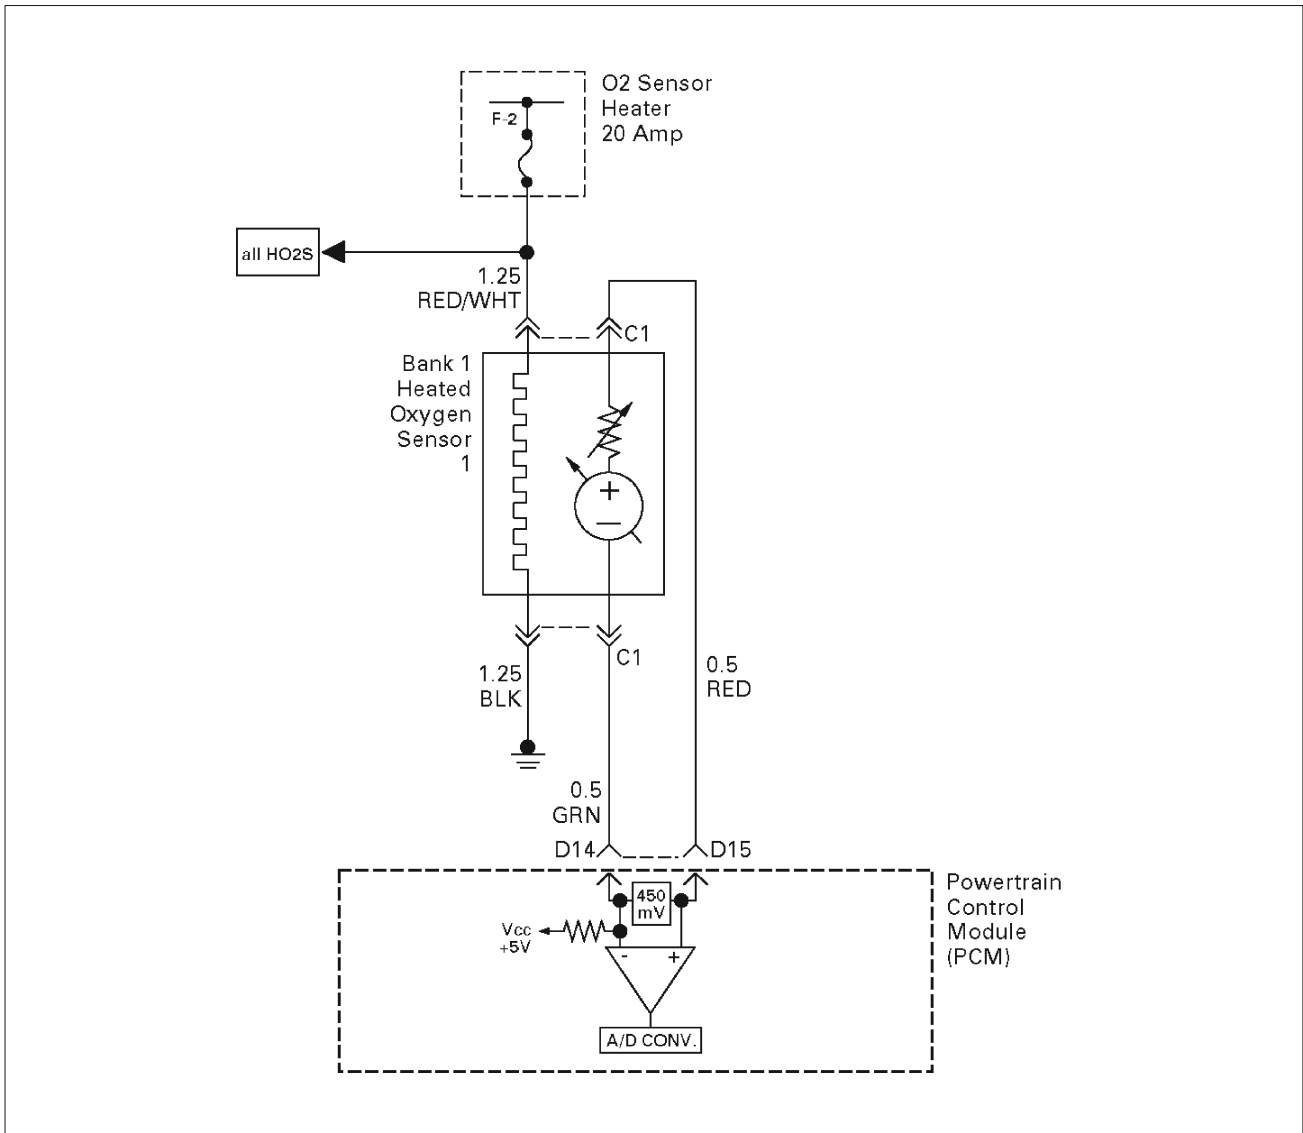 O2 Sensor
Heater
20 Amp
F-2
all HO2S
1.25
RED/WHT
C1
Bank 1
Heated
Oxygen
Sensor
1
+
–
C1
1.25
BLK
0.5
RED
0.5
GRN
D14
D15
Powertrain
Control
Module
(PCM)
450
mV
Vcc
+5V
- +
A/D CONV.